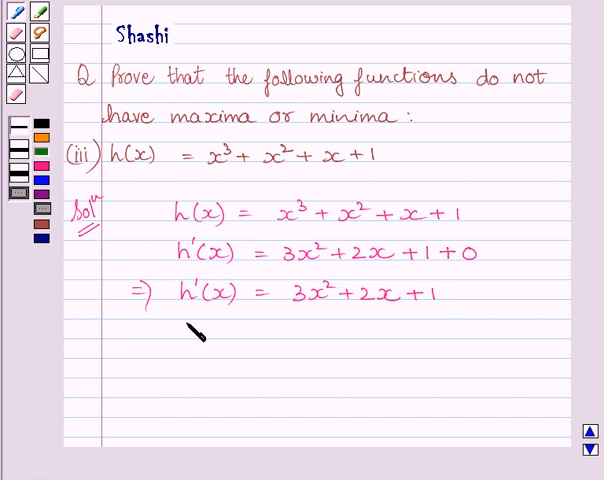 Shashi
Q Prove that the following functions do not
have maxima or minima :
(iii) h(x) = x³ + x² + x + 1
Solⁿ h(x) = x³ + x² + x + 1
h'(x) = 3x² + 2x + 1 + 0
=> h'(x) = 3x² + 2x + 1